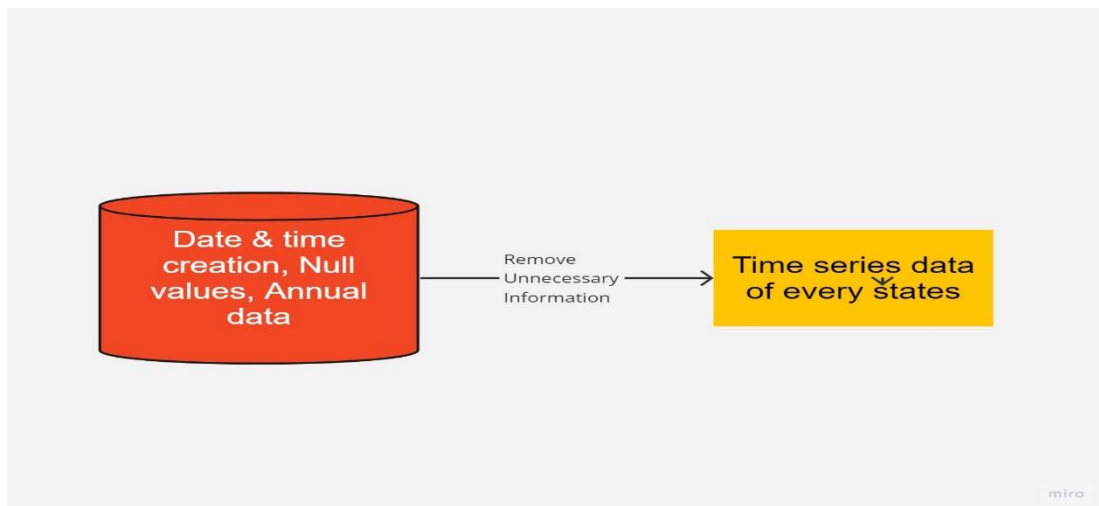 Date & time
creation, Null
values, Annual
data
Remove
Unnecessary
Information
Time series data
of every states
miro